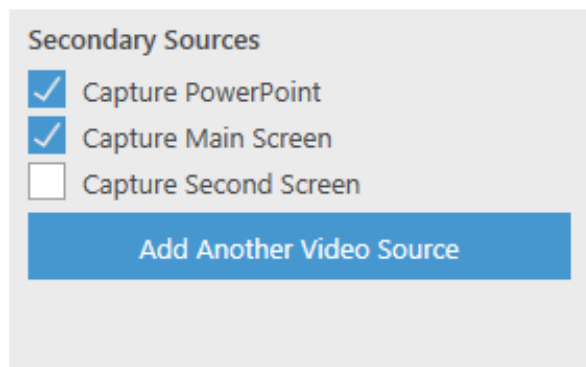 Secondary Sources
Capture PowerPoint
Capture Main Screen
Capture Second Screen
Add Another Video Source